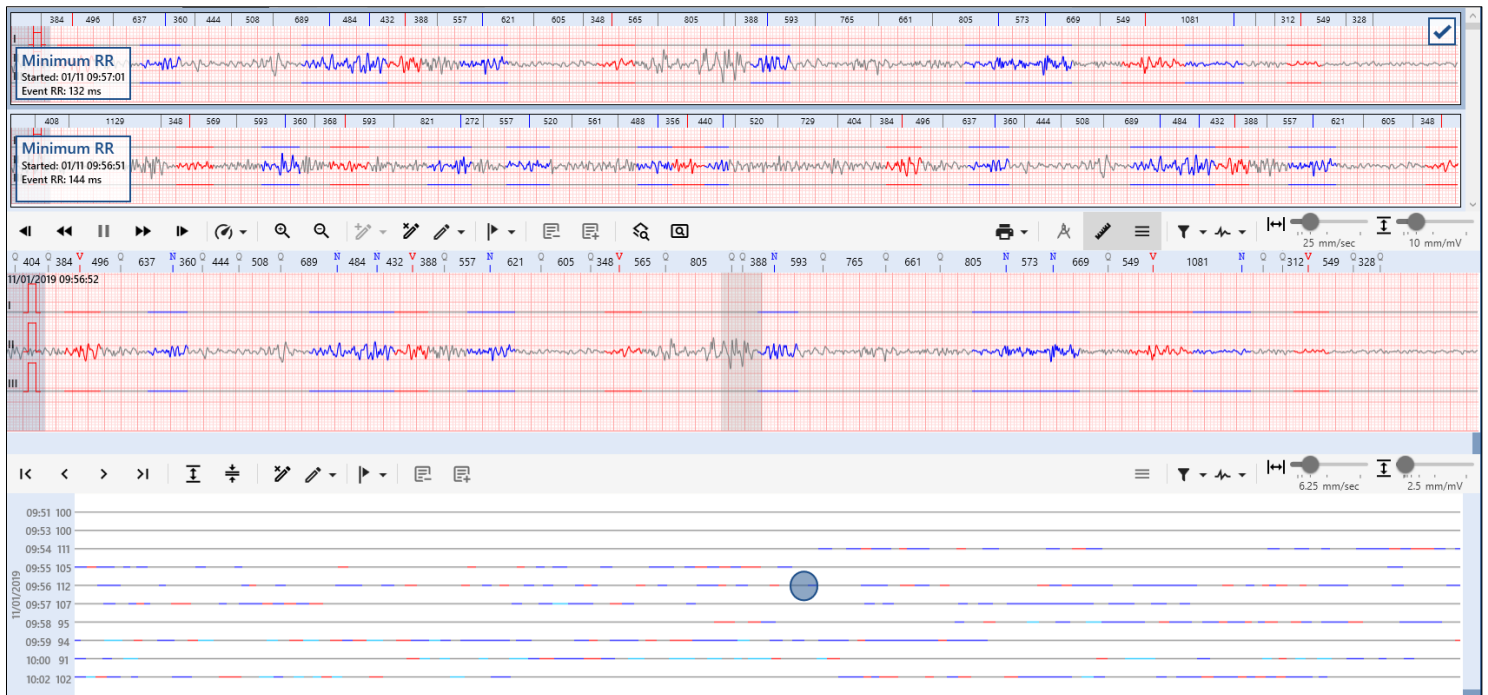 384 496 637 360 444 508 689 484 496 388 557 621 605 348 565 805 388 593 765 661 805 573 669 549 1081 312 549 328
I
Minimum RR
Started: 01/11 09:57:01
Event RR: 132 ms
408 1129 348 569 593 360 368 593 821 272 557 520 561 488 356 440 520 729 404 384 496 637 360 444 508 689 484 432 388 557 621 605 348
Minimum RR
Started: 01/11 09:56:51
Event RR: 144 ms
25 mm/sec 10 mm/mV
Q 404 Q 384 V 496 Q 637 N 360 Q 444 Q 508 Q 689 N 484 N 432 V 388 Q 557 N 621 Q 605 Q 348 V 565 Q 805 Q Q 388 N 593 Q 765 Q 661 Q 805 N 573 N 669 Q 549 V 1081 N Q Q 312 V 549 Q 328 Q
11/01/2019 09:56:52
I
II
III
6.25 mm/sec 2.5 mm/mV
11/01/2019
09:51 100
09:53 100
09:54 111
09:55 105
09:56 112
09:57 107
09:58 95
09:59 94
10:00 91
10:02 102